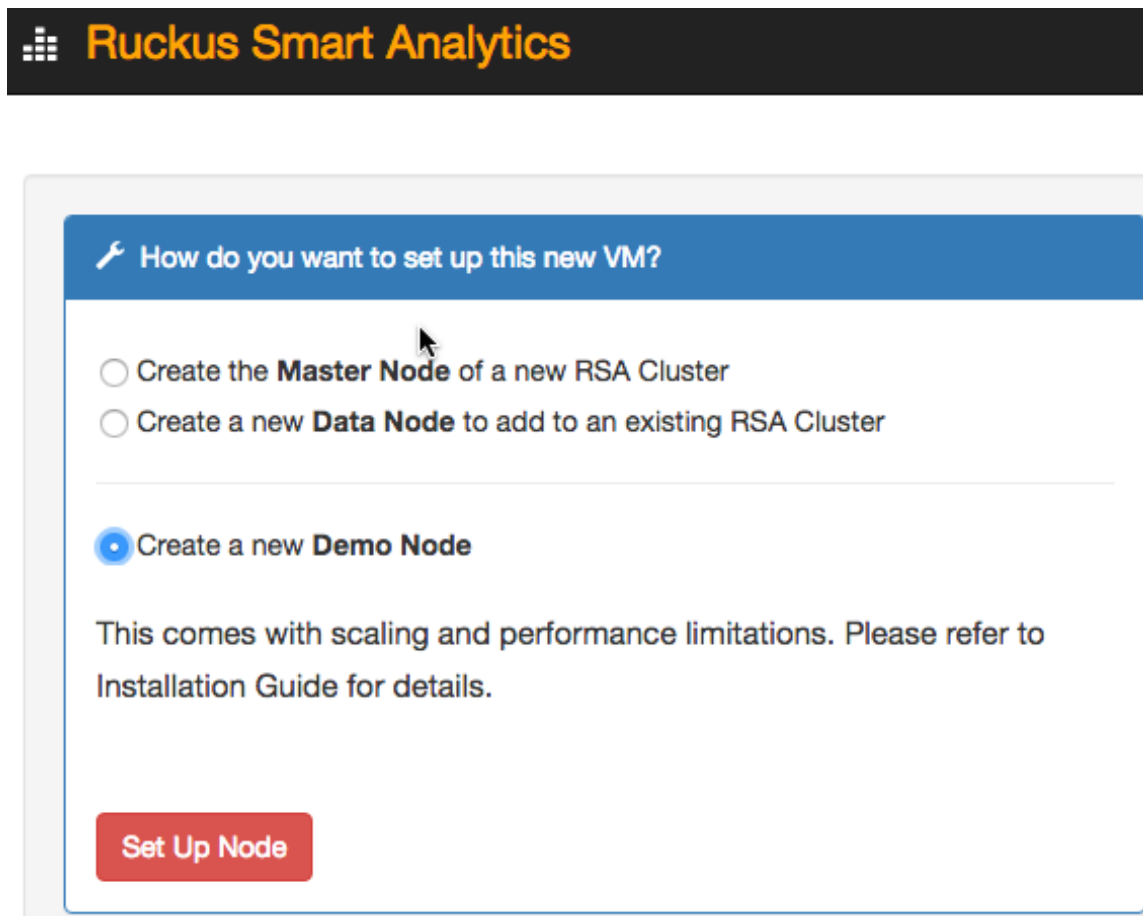 Ruckus Smart Analytics
How do you want to set up this new VM?
Create the Master Node of a new RSA Cluster
Create a new Data Node to add to an existing RSA Cluster
Create a new Demo Node
This comes with scaling and performance limitations. Please refer to
Installation Guide for details.
Set Up Node